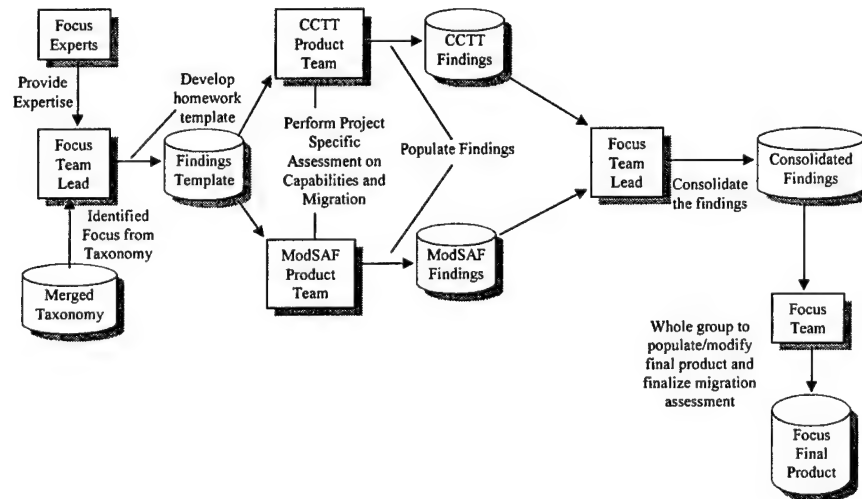 Focus
Experts
Provide
Expertise
Focus
Team
Lead
Identified
Focus from
Taxonomy
Merged
Taxonomy
Develop
homework
template
Findings
Template
CCTT
Product
Team
Perform Project
Specific
Assessment on
Capabilities and
Migration
ModSAF
Product
Team
CCTT
Findings
Populate Findings
ModSAF
Findings
Focus
Team
Lead
Consolidate
the findings
Consolidated
Findings
Focus
Team
Whole group to
populate/modify
final product and
finalize migration
assessment
Focus
Final
Product